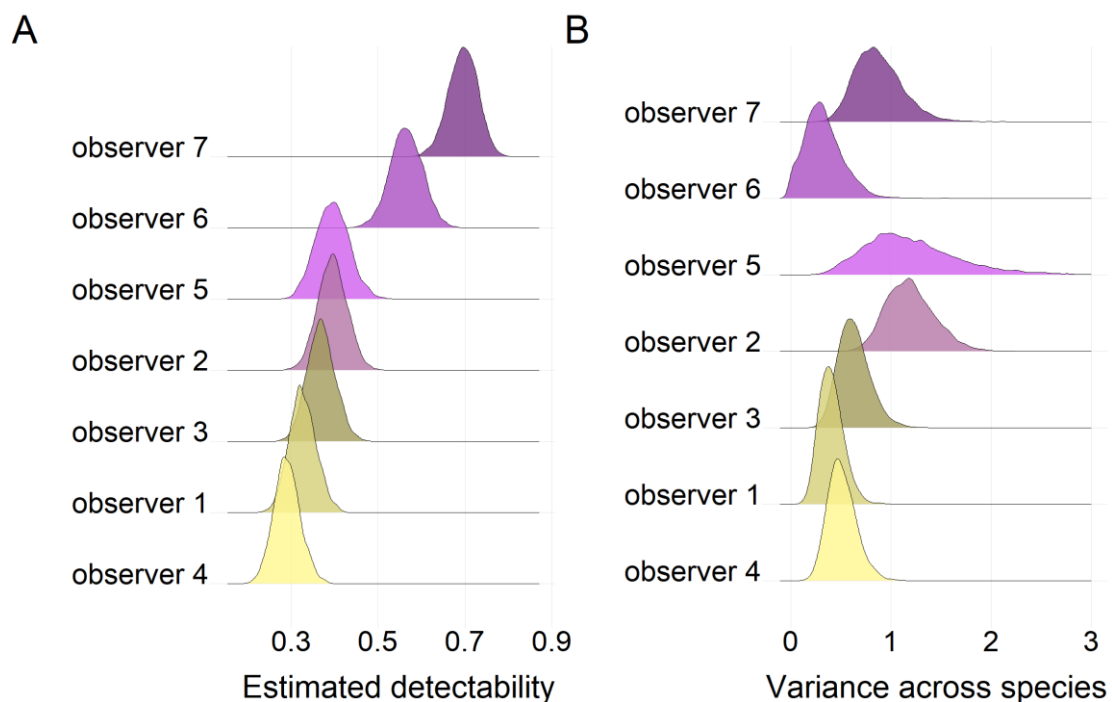 A
observer 7
observer 6
observer 5
observer 2
observer 3
observer 1
observer 4
0.3 0.5 0.7 0.9
Estimated detectability
B
observer 7
observer 6
observer 5
observer 2
observer 3
observer 1
observer 4
0 1 2 3
Variance across species